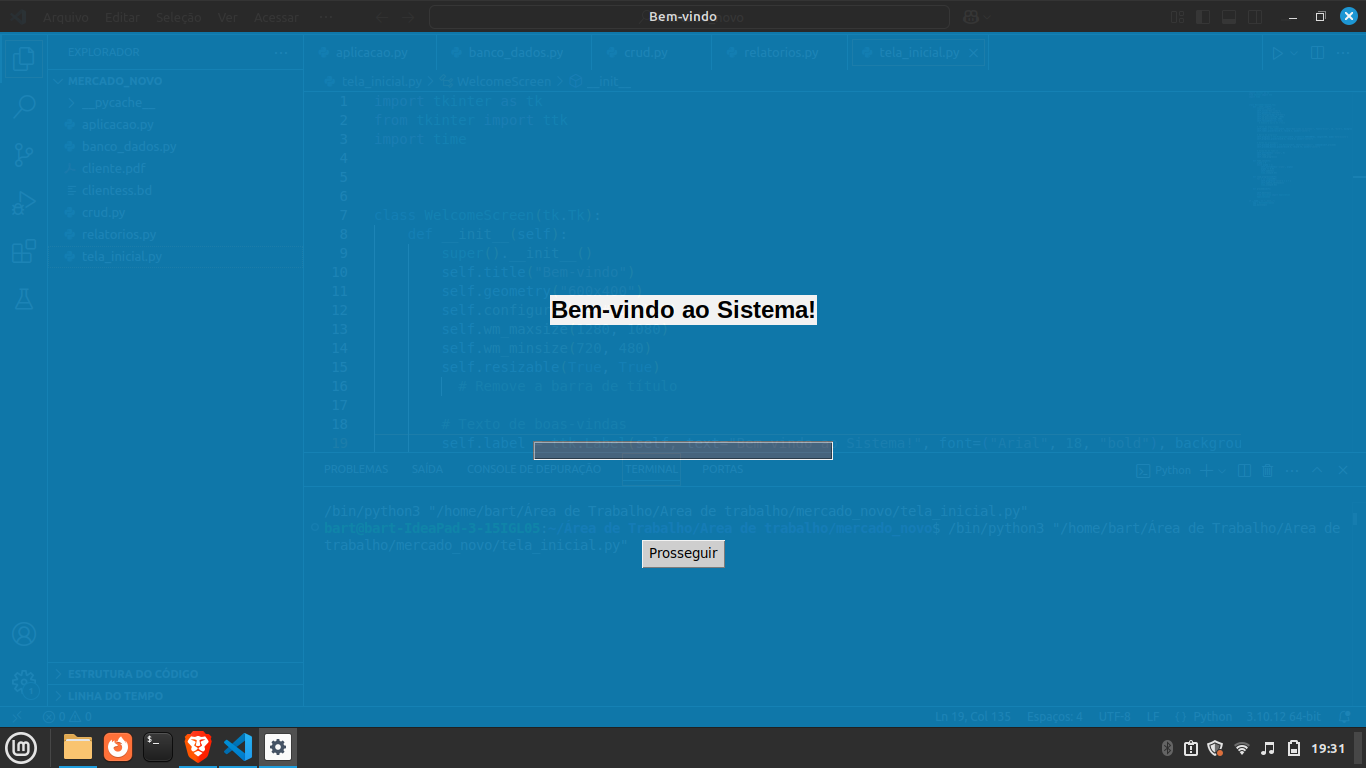 Arquivo Editar Seleção Ver Acessar ···
Bem-vindo
novo
EXPLORADOR ···
aplicacao.py banco_dados.py crud.py relatorios.py tela_inicial.py
MERCADO_NOVO
tela_inicial.py > WelcomeScreen > __init__
__pycache__
aplicacao.py
banco_dados.py
cliente.pdf
clientess.bd
crud.py
relatorios.py
tela_inicial.py
1 import tkinter as tk
2 from tkinter import ttk
3 import time
4
5
6
7 class WelcomeScreen(tk.Tk):
8 def __init__(self):
9 super().__init__()
10 self.title("Bem-vindo")
11 self.geometry("600x400")
12 self.configu
13 self.wm_maxsize(1280, 1080)
14 self.wm_minsize(720, 480)
15 self.resizable(True, True)
16 # Remove a barra de título
17
18 # Texto de boas-vindas
19 self.label = ttk.Label(self, text="Bem-vindo ao Sistema!", font=("Arial", 18, "bold"), backgrou
Bem-vindo ao Sistema!
PROBLEMAS SAÍDA CONSOLE DE DEPURAÇÃO TERMINAL PORTAS
Python
/bin/python3 "/home/bart/Área de Trabalho/Área de trabalho/mercado_novo/tela_inicial.py"
bart@bart-IdeaPad-3-15IGL05:~/Área de Trabalho/Área de trabalho/mercado_novo$ /bin/python3 "/home/bart/Área de Trabalho/Área de
trabalho/mercado_novo/tela_inicial.py"
Prosseguir
ESTRUTURA DO CÓDIGO
LINHA DO TEMPO
0 0 Ln 19, Col 135 Espaços: 4 UTF-8 LF Python 3.10.12 64-bit
19:31